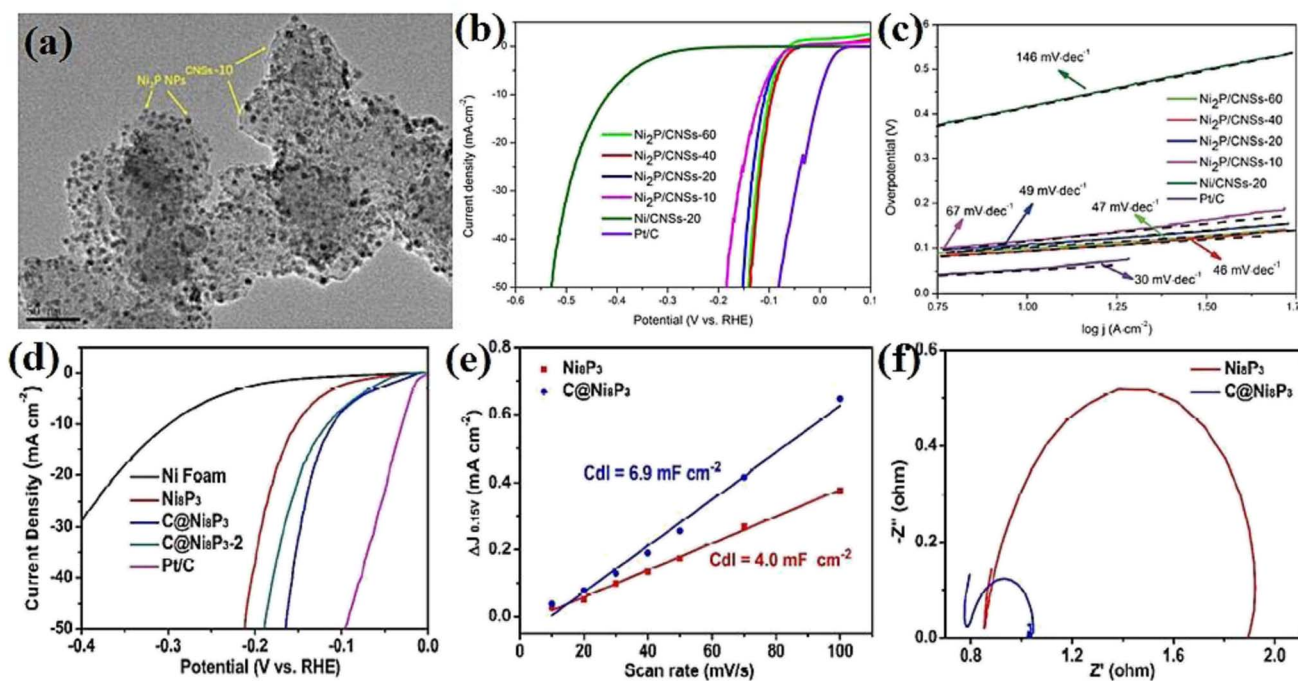 (a)
Ni2P NPs
CNSs-10
(b)
Current density (mA·cm-2)
0
-10
-20
-30
-40
-50
Ni2P/CNSs-60
Ni2P/CNSs-40
Ni2P/CNSs-20
Ni2P/CNSs-10
Ni/CNSs-20
Pt/C
-0.6 -0.5 -0.4 -0.3 -0.2 -0.1 0.0 0.1
Potential (V vs. RHE)
(c)
Overpotential (V)
0.6
0.5
0.4
0.3
0.2
0.1
0.0
146 mV·dec-1
Ni2P/CNSs-60
Ni2P/CNSs-40
Ni2P/CNSs-20
Ni2P/CNSs-10
Ni/CNSs-20
Pt/C
67 mV·dec-1
49 mV·dec-1
47 mV·dec-1
46 mV·dec-1
30 mV·dec-1
0.75 1.00 1.25 1.50 1.75
log j (A·cm-2)
(d)
Current Density (mA cm-2)
0
-10
-20
-30
-40
-50
Ni Foam
Ni8P3
C@Ni8P3
C@Ni8P3-2
Pt/C
-0.4 -0.3 -0.2 -0.1 -0.0
Potential (V vs. RHE)
(e)
ΔJ 0.15V (mA cm-2)
0.8
0.6
0.4
0.2
0.0
Ni8P3
C@Ni8P3
Cdl = 6.9 mF cm-2
Cdl = 4.0 mF cm-2
0 20 40 60 80 100
Scan rate (mV/s)
(f)
-Z'' (ohm)
0.6
0.4
0.2
0.0
Ni8P3
C@Ni8P3
0.8 1.2 1.6 2.0
Z' (ohm)